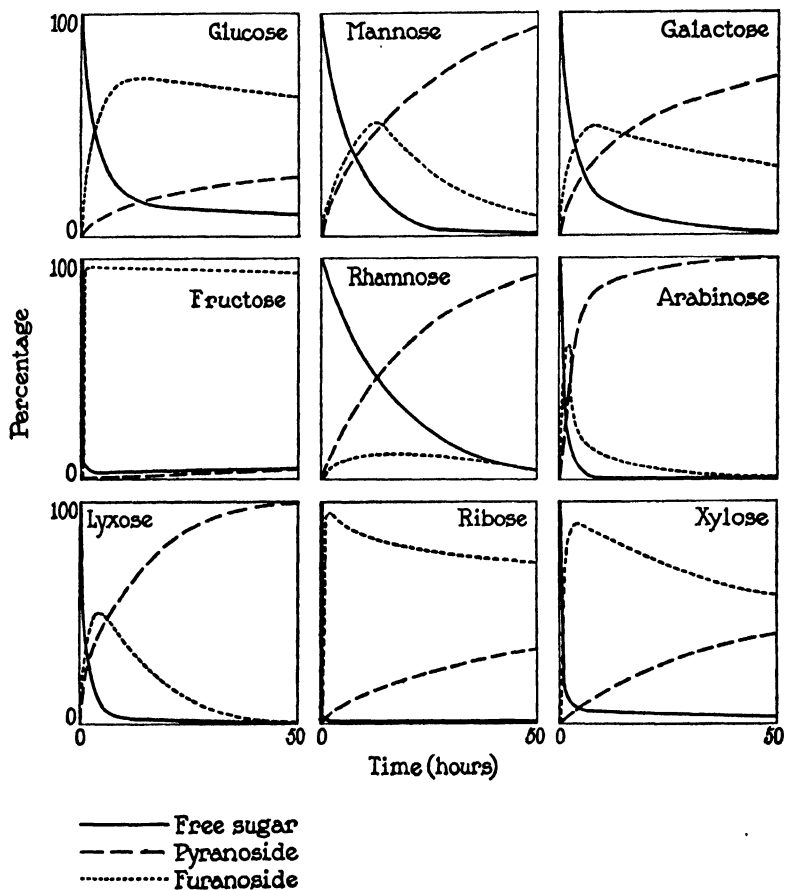 100
Glucose
Mannose
Galactose
0
100
Fructose
Rhamnose
Arabinose
Percentage
0
100
Lyxose
Ribose
Xylose
0
0
50
0
60
0
50
Time (hours)
Free sugar
Pyranoside
Furanoside